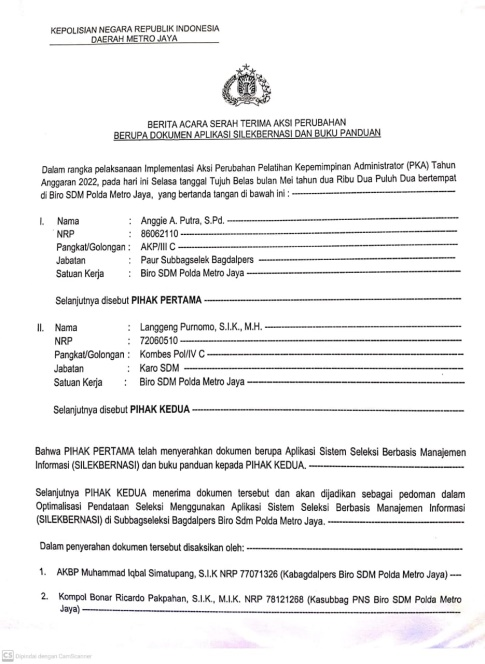 KEPOLISIAN NEGARA REPUBLIK INDONESIA
DAERAH METRO JAYA
BERITA ACARA SERAH TERIMA AKSI PERUBAHAN
BERUPA DOKUMEN APLIKASI SILEKBERNASI DAN BUKU PANDUAN
Dalam rangka pelaksanaan Implementasi Aksi Perubahan Pelatihan Kepemimpinan Administrator (PKA) Tahun
Anggaran 2022, pada hari ini Selasa tanggal Tujuh Belas bulan Mei tahun dua Ribu Dua Puluh Dua bertempat
di Biro SDM Polda Metro Jaya, yang bertanda tangan di bawah ini :
I. Nama : Anggie A. Putra, S.Pd.
NRP : 86062110
Pangkat/Golongan : AKP/III C
Jabatan : Paur Subbagselek Bagdalpers
Satuan Kerja : Biro SDM Polda Metro Jaya
Selanjutnya disebut PIHAK PERTAMA
II. Nama : Langgeng Purnomo, S.I.K., M.H.
NRP : 72060510
Pangkat/Golongan : Kombes Pol/IV C
Jabatan : Karo SDM
Satuan Kerja : Biro SDM Polda Metro Jaya
Selanjutnya disebut PIHAK KEDUA
Bahwa PIHAK PERTAMA telah menyerahkan dokumen berupa Aplikasi Sistem Seleksi Berbasis Manajemen
Informasi (SILEKBERNASI) dan buku panduan kepada PIHAK KEDUA.
Selanjutnya PIHAK KEDUA menerima dokumen tersebut dan akan dijadikan sebagai pedoman dalam
Optimalisasi Pendataan Seleksi Menggunakan Aplikasi Sistem Seleksi Berbasis Manajemen Informasi
(SILEKBERNASI) di Subbagseleksi Bagdalpers Biro Sdm Polda Metro Jaya.
Dalam penyerahan dokumen tersebut disaksikan oleh:
1. AKBP Muhammad Iqbal Simatupang, S.I.K NRP 77071326 (Kabagdalpers Biro SDM Polda Metro Jaya)
2. Kompol Bonar Ricardo Pakpahan, S.I.K., M.I.K. NRP 78121268 (Kasubbag PNS Biro SDM Polda Metro
Jaya)
CS Dipindai dengan CamScanner